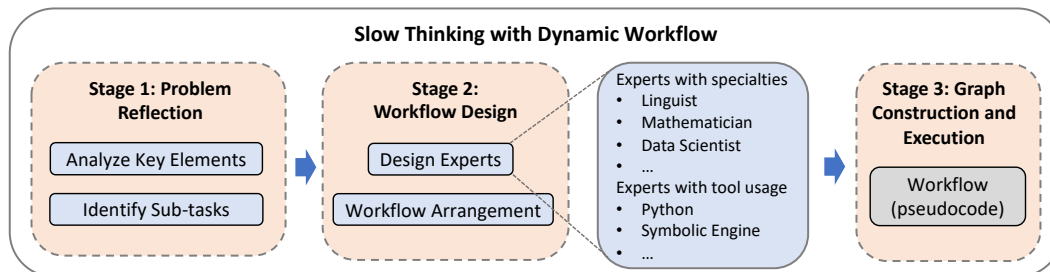 Slow Thinking with Dynamic Workflow
Stage 1: Problem
Reflection
Analyze Key Elements
Identify Sub-tasks
Stage 2:
Workflow Design
Design Experts
Workflow Arrangement
Experts with specialties
• Linguist
• Mathematician
• Data Scientist
• ...
Experts with tool usage
• Python
• Symbolic Engine
• ...
Stage 3: Graph
Construction and
Execution
Workflow
(pseudocode)